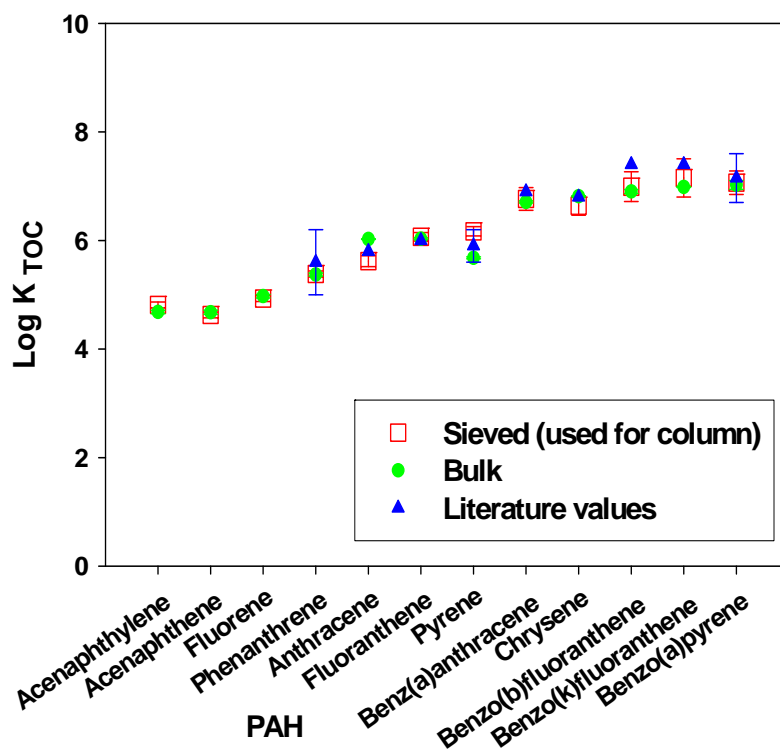 10
8
6
4
2
0
Log K TOC
Sieved (used for column)
Bulk
Literature values
Acenaphthylene
Acenaphthene
Fluorene
Phenanthrene
Anthracene
Fluoranthene
Pyrene
Benz(a)anthracene
Chrysene
Benzo(b)fluoranthene
Benzo(k)fluoranthene
Benzo(a)pyrene
PAH